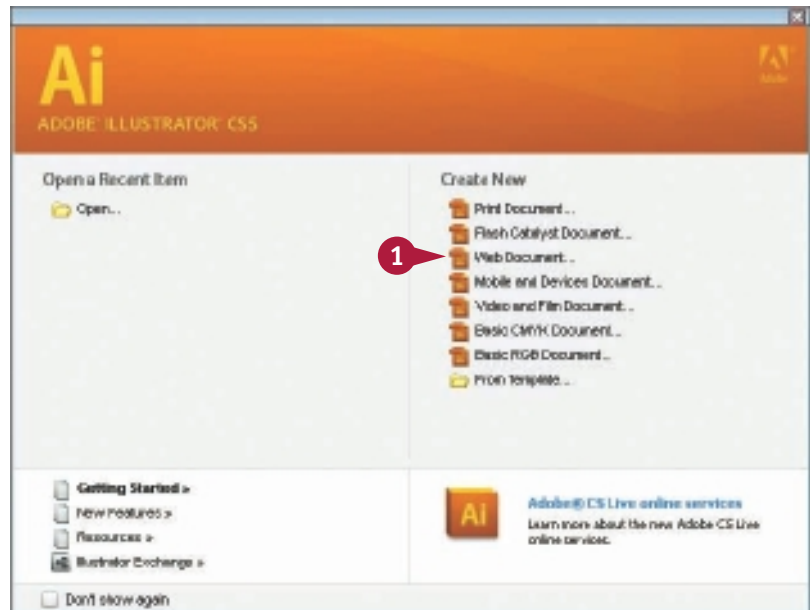 Ai
Adobe
ADOBE® ILLUSTRATOR® CS5
Open a Recent Item
Open...
Create New
Print Document...
Flash Catalyst Document...
1
Web Document...
Mobile and Devices Document...
Video and Film Document...
Basic CMYK Document...
Basic RGB Document...
From Template...
Getting Started »
New Features »
Resources »
Illustrator Exchange »
Ai
Adobe® CS Live online services
Learn more about the new Adobe CS Live
online services.
Don't show again